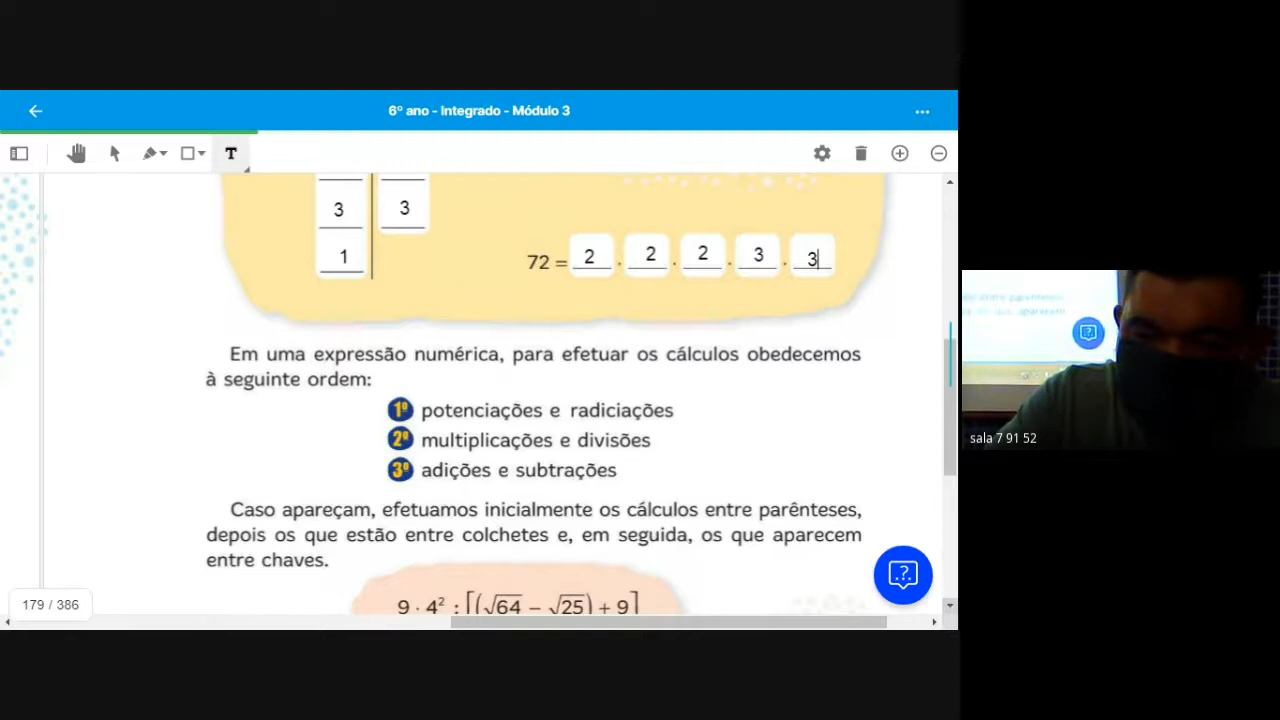 6º ano - Integrado - Módulo 3
T
3 3
1
72 = 2 . 2 . 2 . 3 . 3
Em uma expressão numérica, para efetuar os cálculos obedecemos
à seguinte ordem:
1º potenciações e radiciações
2º multiplicações e divisões
3º adições e subtrações
Caso apareçam, efetuamos inicialmente os cálculos entre parênteses,
depois os que estão entre colchetes e, em seguida, os que aparecem
entre chaves.
9 · 4² : [(√64 − √25) + 9]
179 / 386
sala 7 91 52